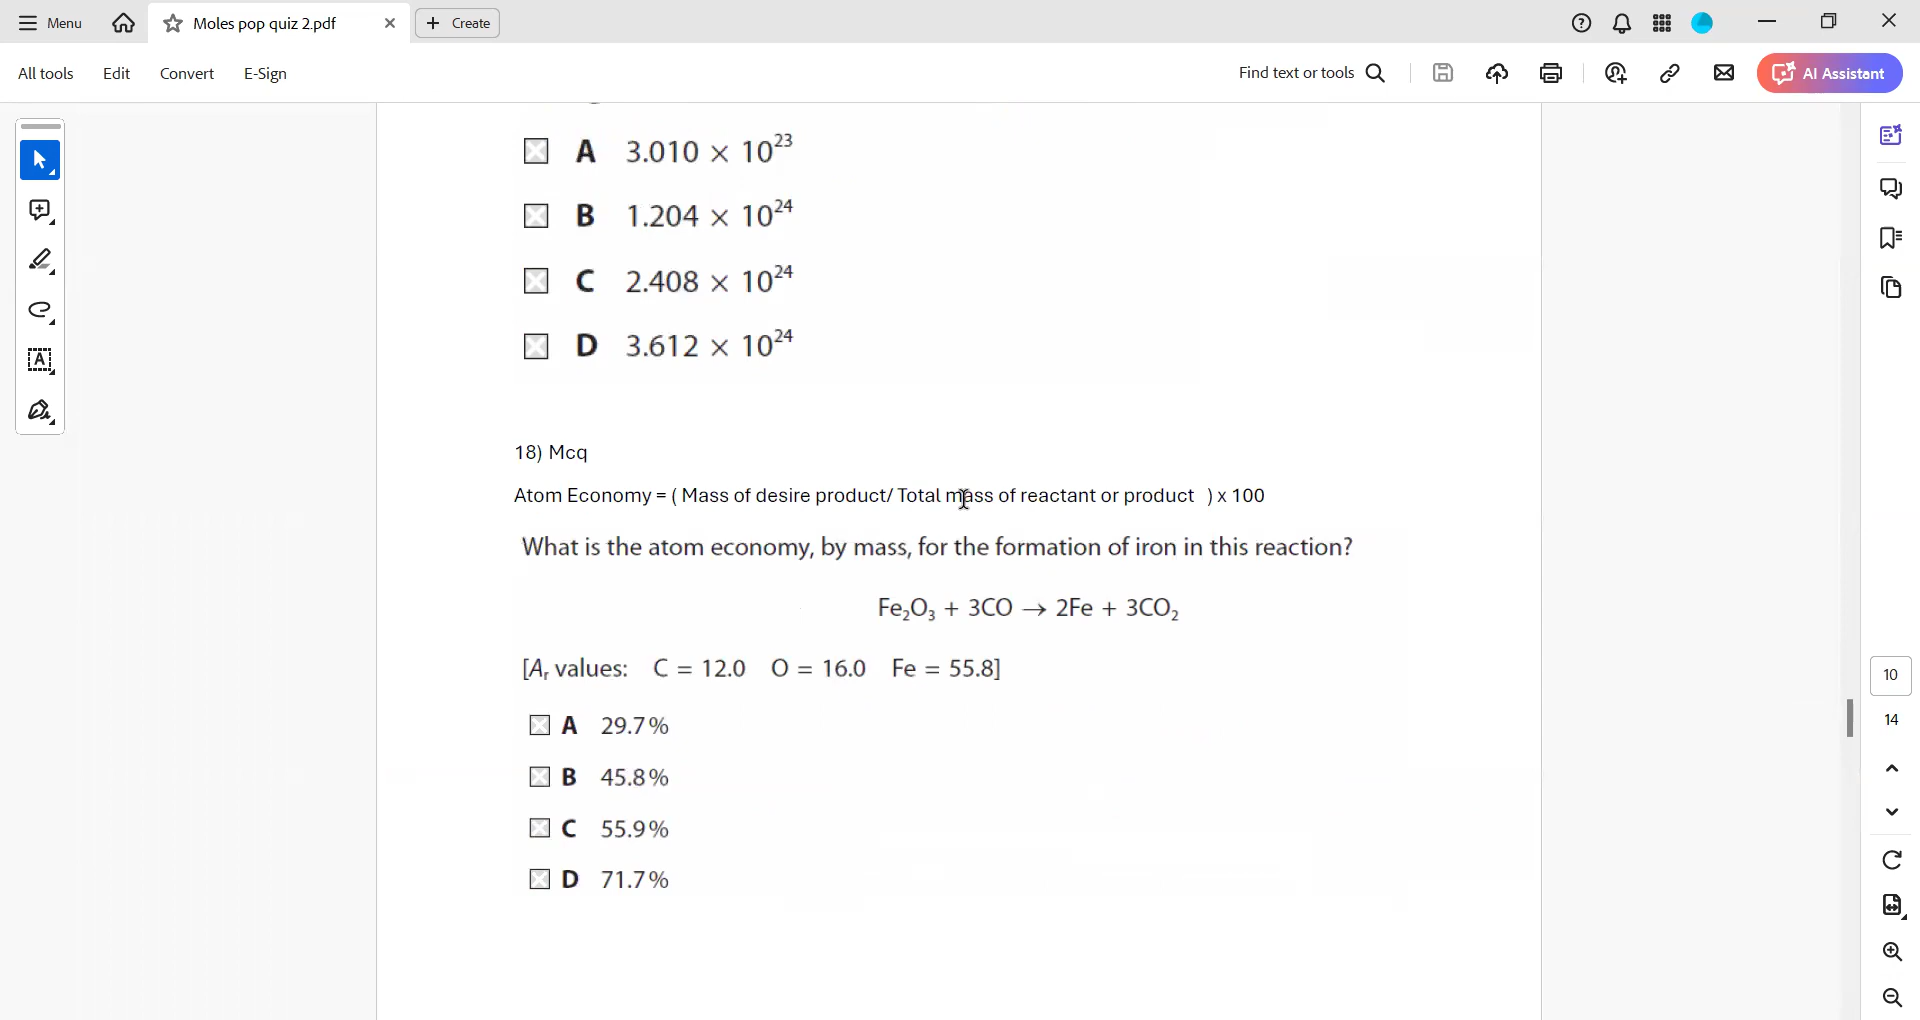 Menu
Moles pop quiz 2.pdf
Create
All tools
Edit
Convert
E-Sign
Find text or tools
AI Assistant
A 3.010 × 10²³
B 1.204 × 10²⁴
C 2.408 × 10²⁴
D 3.612 × 10²⁴
18) Mcq
Atom Economy = ( Mass of desire product/ Total mass of reactant or product ) x 100
What is the atom economy, by mass, for the formation of iron in this reaction?
Fe₂O₃ + 3CO → 2Fe + 3CO₂
[Aᵣ values: C = 12.0 O = 16.0 Fe = 55.8]
A 29.7%
B 45.8%
C 55.9%
D 71.7%
10
14